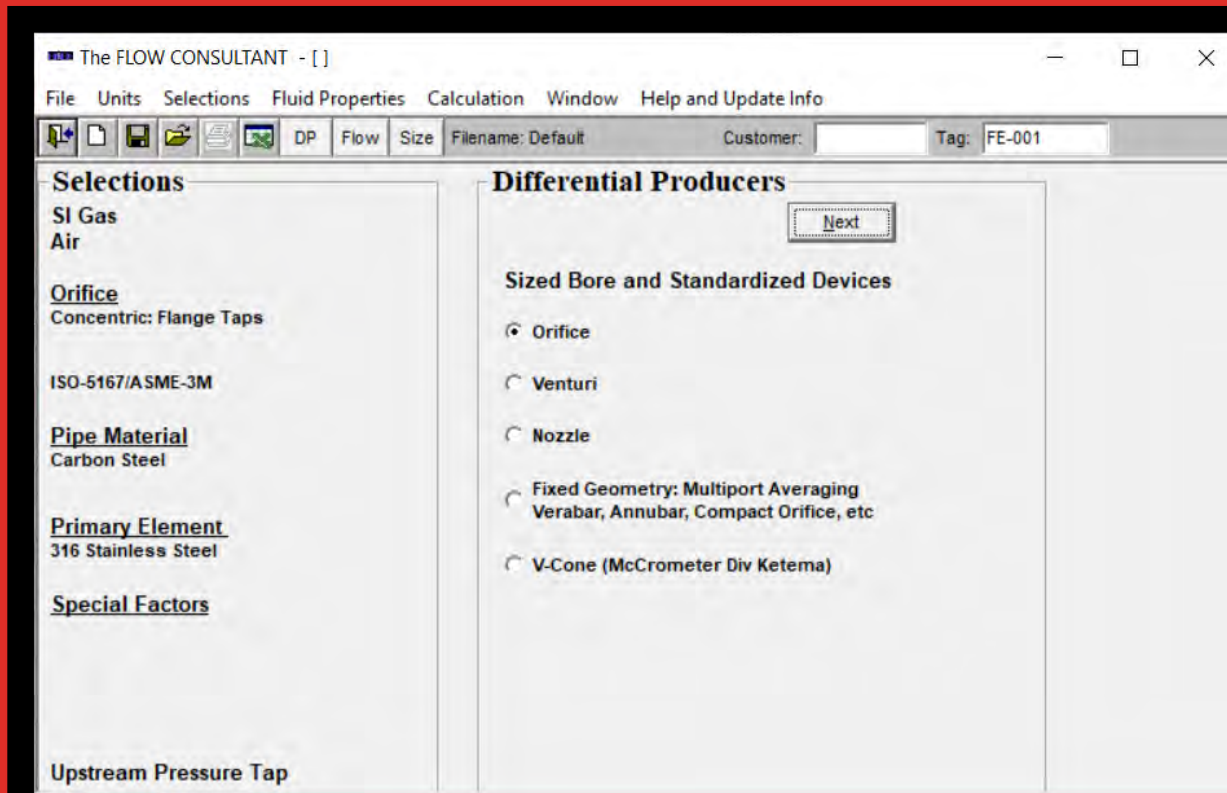 The FLOW CONSULTANT - [ ]
File Units Selections Fluid Properties Calculation Window Help and Update Info
DP Flow Size Filename: Default Customer: Tag: FE-001
Selections
SI Gas
Air
Orifice
Concentric: Flange Taps
ISO-5167/ASME-3M
Pipe Material
Carbon Steel
Primary Element
316 Stainless Steel
Special Factors
Upstream Pressure Tap
Differential Producers
Next
Sized Bore and Standardized Devices
Orifice
Venturi
Nozzle
Fixed Geometry: Multiport Averaging
Verabar, Annubar, Compact Orifice, etc
V-Cone (McCrometer Div Ketema)